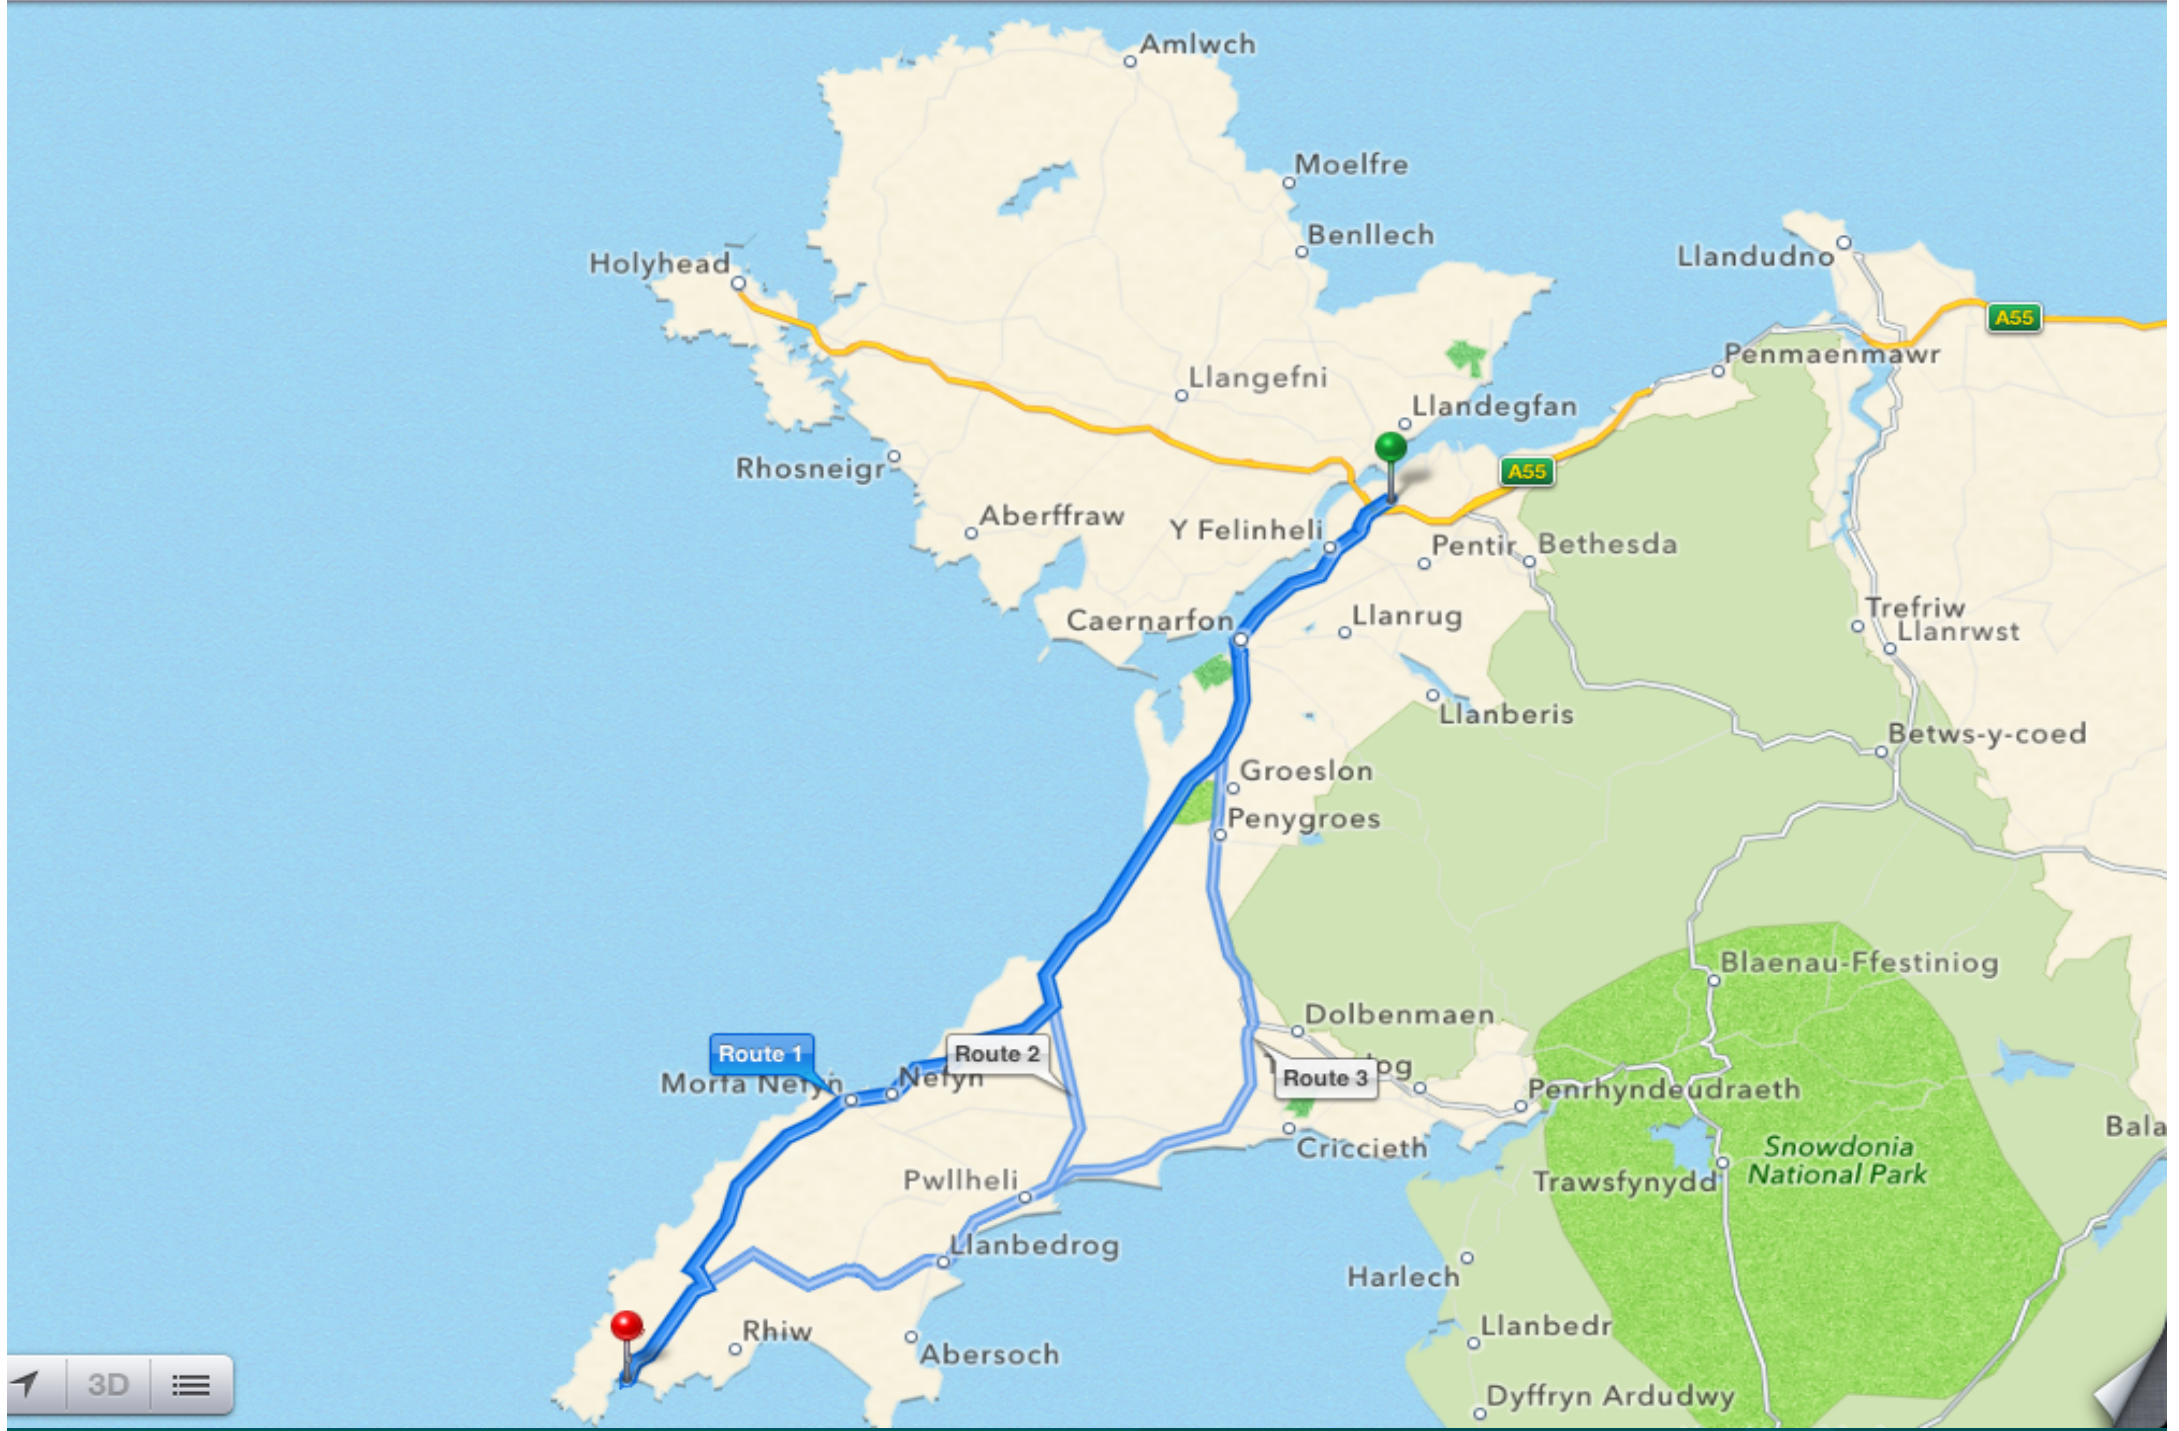 Amlwch
Moelfre
Benllech
Holyhead
Llandudno
A55
Penmaenmawr
Llangefni
Llandegfan
Rhosneigr
A55
Aberffraw
Y Felinheli
Pentir
Bethesda
Caernarfon
Llanrug
Trefriw
Llanrwst
Llanberis
Betws-y-coed
Groeslon
Penygroes
Blaenau-Ffestiniog
Dolbenmaen
Route 1
Route 2
Route 3
Morfa Nefyn
Nefyn
Penrhyndeudraeth
Bala
Criccieth
Snowdonia
National Park
Pwllheli
Trawsfynydd
Llanbedrog
Harlech
Rhiw
Abersoch
Llanbedr
3D
Dyffryn Ardudwy